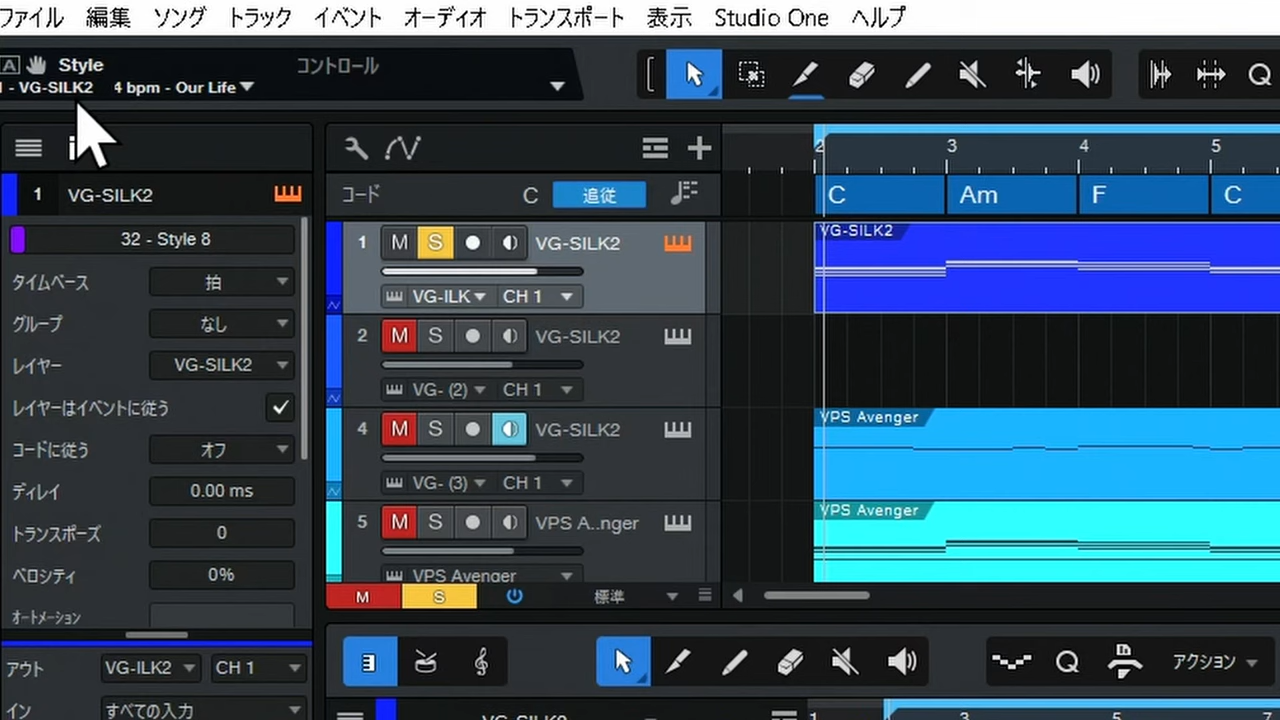 ファイル 編集 ソング トラック イベント オーディオ トランスポート 表示 Studio One ヘルプ
A Style コントロール
- VG-SILK2 4 bpm - Our Life
2 3 4 5
1 VG-SILK2
コード C 追従
C Am F C
32 - Style 8
1 M S VG-SILK2
VG-SILK2
VG-ILK CH 1
タイムベース 拍
グループ なし
レイヤー VG-SILK2
レイヤーはイベントに従う
コードに従う オフ
ディレイ 0.00 ms
トランスポーズ 0
ベロシティ 0%
オートメーション
2 M S VG-SILK2
VG- (2) CH 1
4 M S VG-SILK2
VPS Avenger
VG- (3) CH 1
5 M S VPS A..nger
VPS Avenger
VPS Avenger
M S 標準
アウト VG-ILK2 CH 1
イン すべての入力
Q アクション
VG-SILK2
1 3 5 7